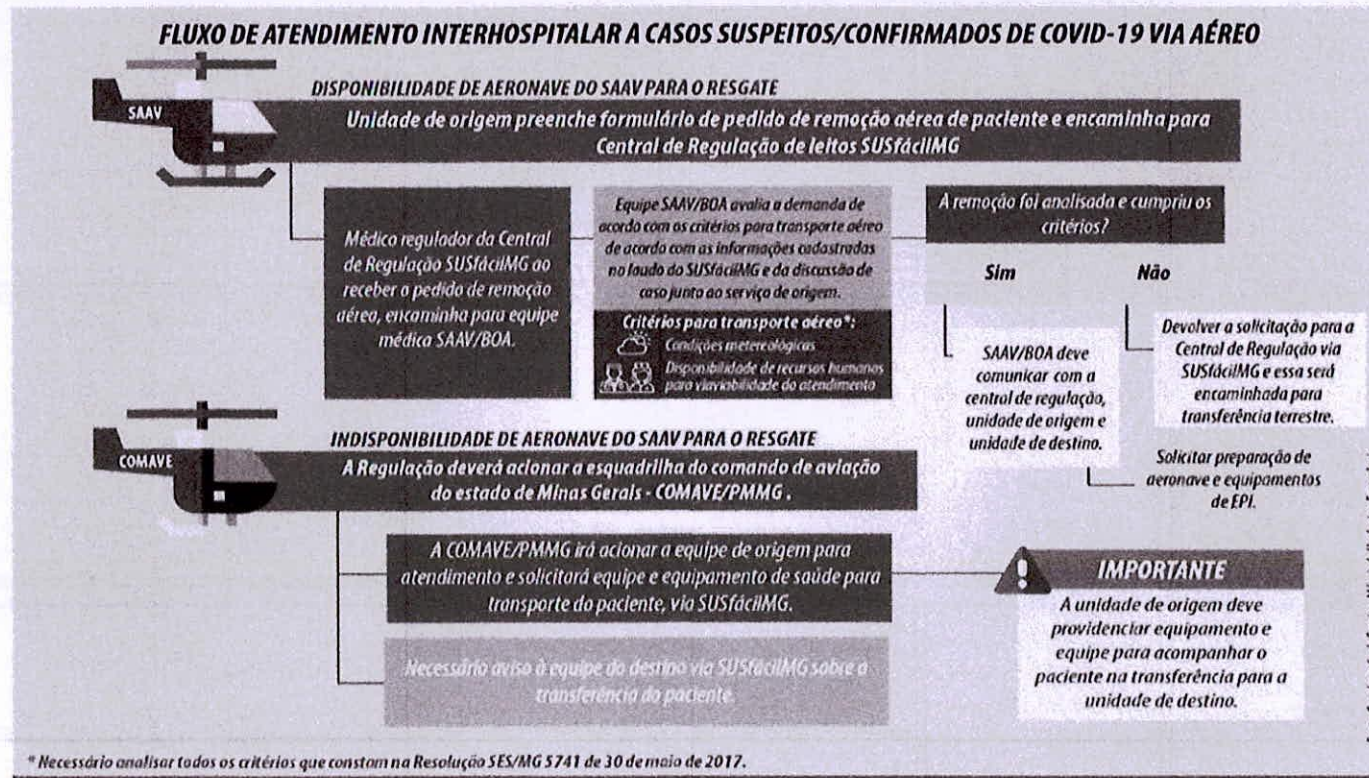 FLUXO DE ATENDIMENTO INTERHOSPITALAR A CASOS SUSPEITOS/CONFIRMADOS DE COVID-19 VIA AÉREO
SAAV
DISPONIBILIDADE DE AERONAVE DO SAAV PARA O RESGATE
Unidade de origem preenche formulário de pedido de remoção aérea de paciente e encaminha para
Central de Regulação de leitos SUSfácilMG
Médico regulador da Central
de Regulação SUSfácilMG ao
receber o pedido de remoção
aérea, encaminha para equipe
médica SAAV/BOA.
Equipe SAAV/BOA avalia a demanda de
acordo com os critérios para transporte aéreo
de acordo com as informações cadastradas
no laudo do SUSfácilMG e da discussão de
caso junto ao serviço de origem.
Critérios para transporte aéreo*:
Condições metereológicas
Disponibilidade de recursos humanos
para viaviabilidade do atendimento
A remoção foi analisada e cumpriu os
critérios?
Sim
Não
SAAV/BOA deve
comunicar com a
central de regulação,
unidade de origem e
unidade de destino.
Devolver a solicitação para a
Central de Regulação via
SUSfácilMG e essa será
encaminhada para
transferência terrestre.
Solicitar preparação de
aeronave e equipamentos
de EPI.
COMAVE
INDISPONIBILIDADE DE AERONAVE DO SAAV PARA O RESGATE
A Regulação deverá acionar a esquadrilha do comando de aviação
do estado de Minas Gerais - COMAVE/PMMG .
A COMAVE/PMMG irá acionar a equipe de origem para
atendimento e solicitará equipe e equipamento de saúde para
transporte do paciente, via SUSfácilMG.
Necessário aviso à equipe do destino via SUSfácilMG sobre a
transferência do paciente.
IMPORTANTE
A unidade de origem deve
providenciar equipamento e
equipe para acompanhar o
paciente na transferência para a
unidade de destino.
* Necessário analisar todos os critérios que constam na Resolução SES/MG 5741 de 30 de maio de 2017.